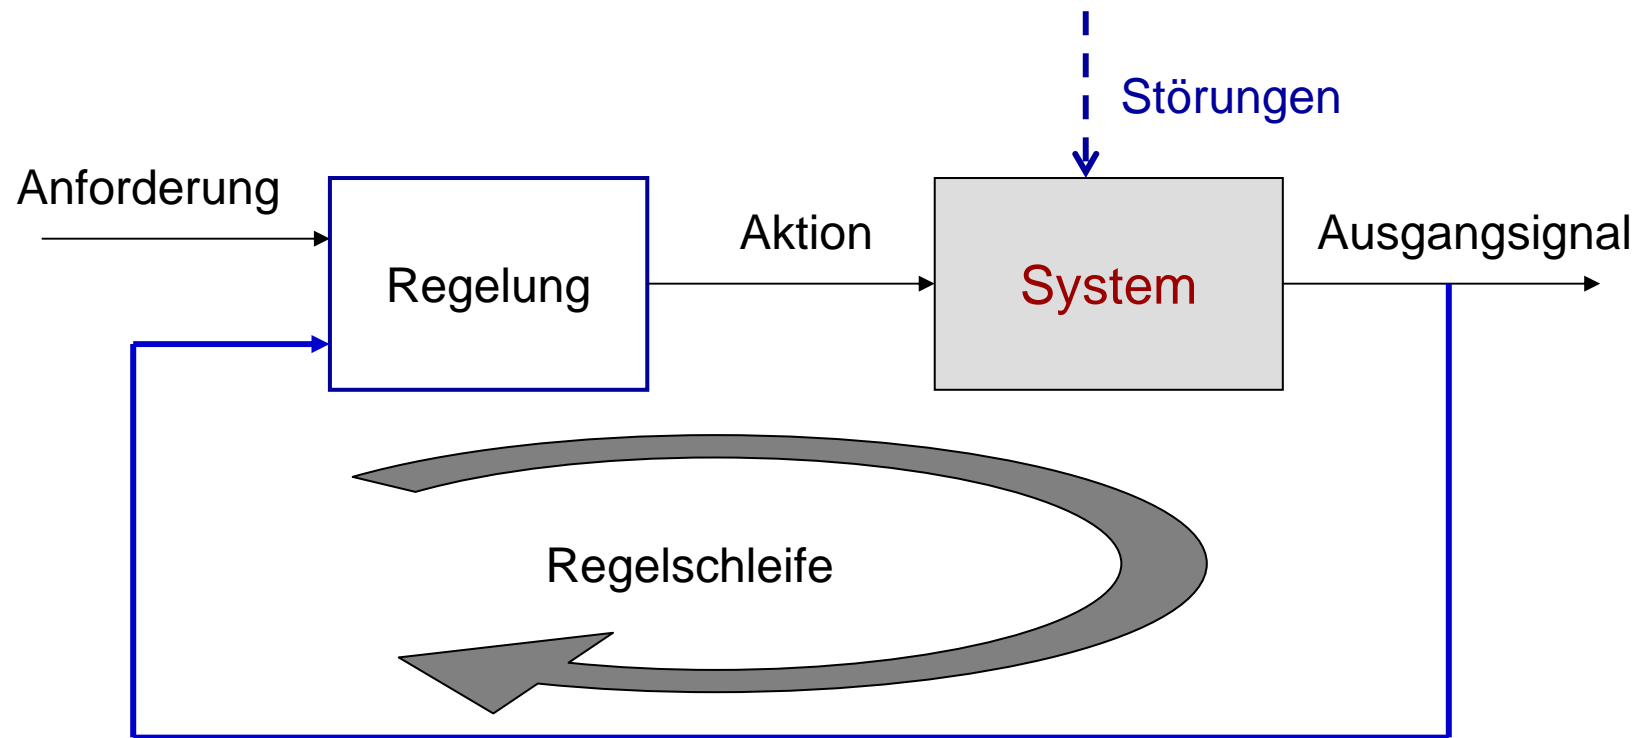 Störungen
Anforderung
Aktion
Ausgangsignal
Regelung
System
Regelschleife